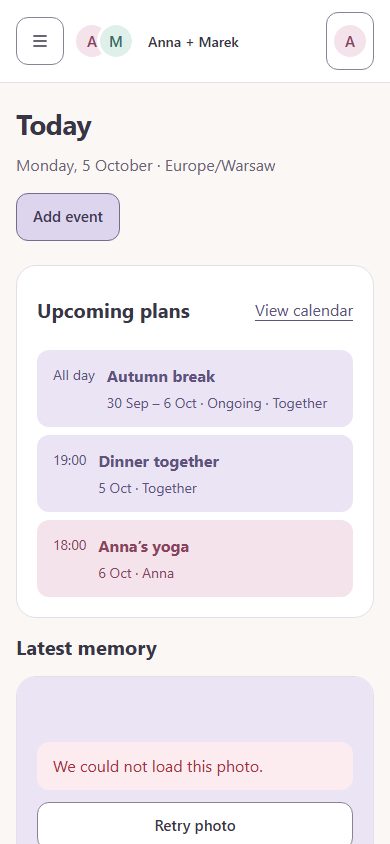 A M Anna + Marek A
Today
Monday, 5 October · Europe/Warsaw
Add event
Upcoming plans View calendar
All day Autumn break
30 Sep – 6 Oct · Ongoing · Together
19:00 Dinner together
5 Oct · Together
18:00 Anna’s yoga
6 Oct · Anna
Latest memory
We could not load this photo.
Retry photo